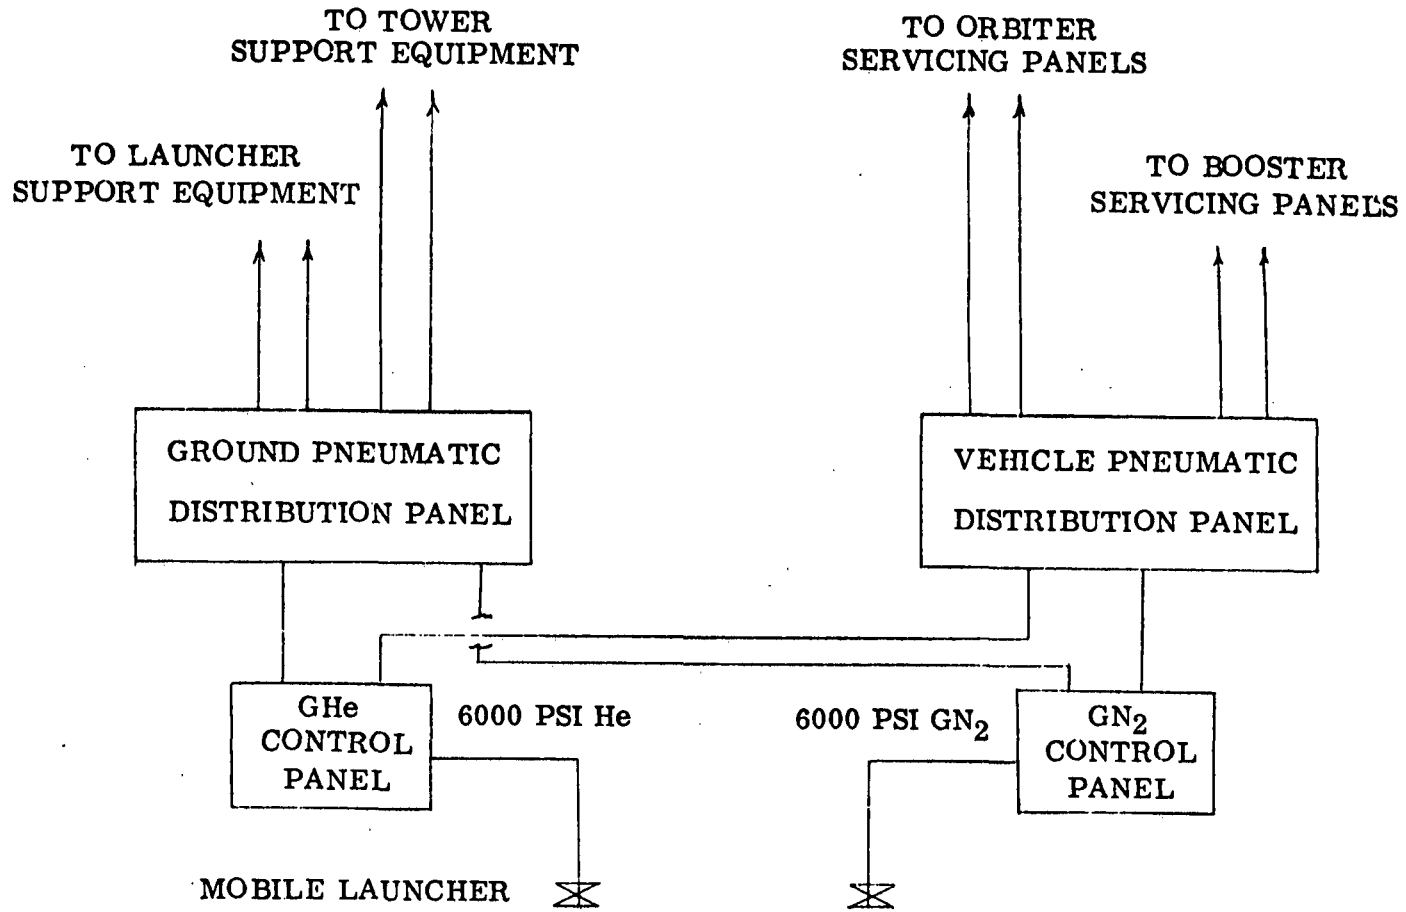 TO TOWER
SUPPORT EQUIPMENT
TO ORBITER
SERVICING PANELS
TO LAUNCHER
SUPPORT EQUIPMENT
TO BOOSTER
SERVICING PANELS
GROUND PNEUMATIC
DISTRIBUTION PANEL
VEHICLE PNEUMATIC
DISTRIBUTION PANEL
GHe
CONTROL
PANEL
6000 PSI He
6000 PSI GN₂
GN₂
CONTROL
PANEL
MOBILE LAUNCHER